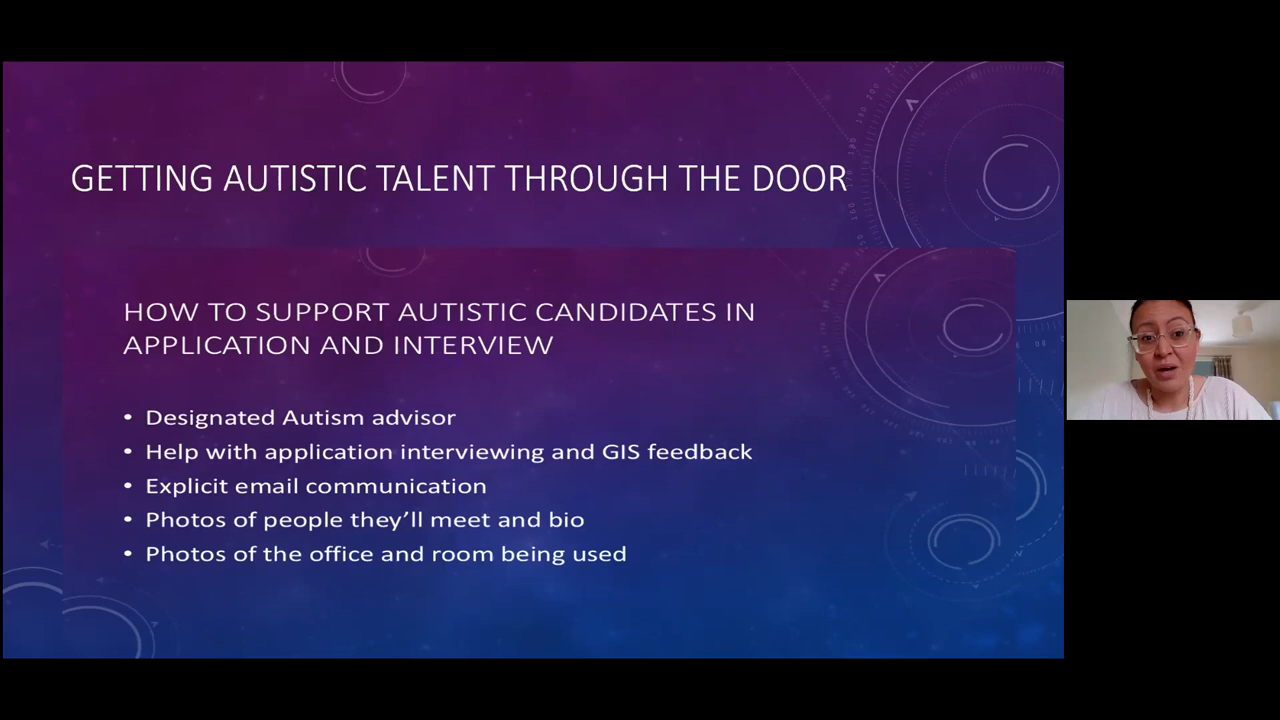 GETTING AUTISTIC TALENT THROUGH THE DOOR
HOW TO SUPPORT AUTISTIC CANDIDATES IN
APPLICATION AND INTERVIEW
• Designated Autism advisor
• Help with application interviewing and GIS feedback
• Explicit email communication
• Photos of people they’ll meet and bio
• Photos of the office and room being used